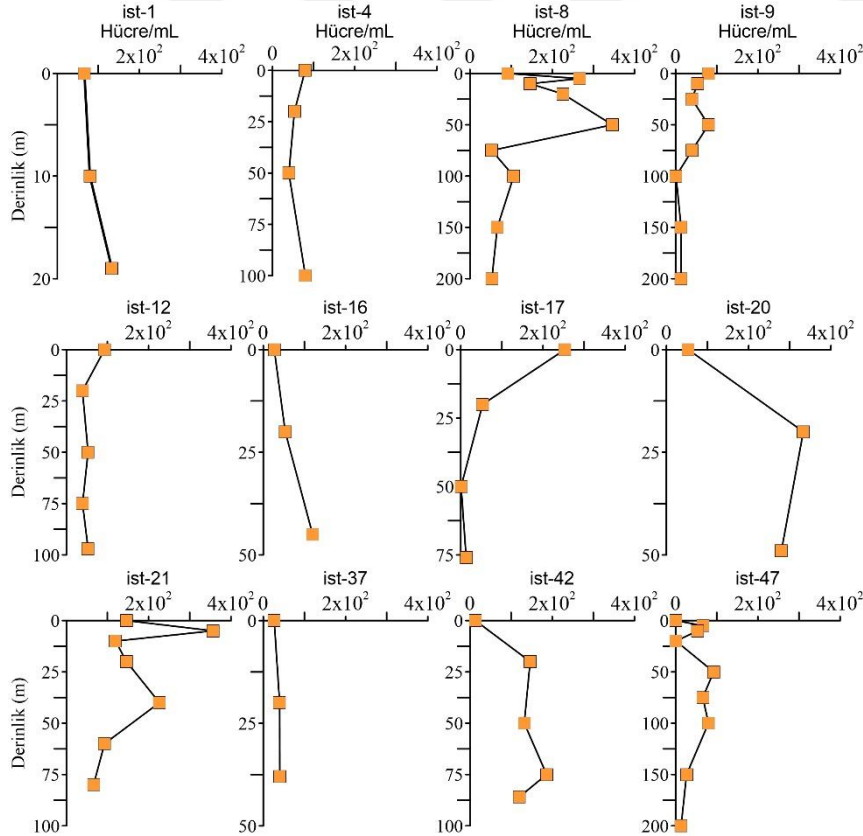 ist-1 ist-4 ist-8 ist-9
Hücre/mL Hücre/mL Hücre/mL Hücre/mL
2x10² 4x10² 0 2x10² 4x10² 0 2x10² 4x10² 0 2x10² 4x10²
0 0 0 0
25 50 50
Derinlik (m) 10 50 100 100
75 150 150
20 100 200 200
ist-12 ist-16 ist-17 ist-20
2x10² 4x10² 0 2x10² 4x10² 0 2x10² 4x10² 0 2x10² 4x10²
0 0 0 0
25 25 25 25
Derinlik (m) 50
75 50
100 50 75 50
ist-21 ist-37 ist-42 ist-47
2x10² 4x10² 0 2x10² 4x10² 0 2x10² 4x10² 0 2x10² 4x10²
0 0 0 0
25 25 25 50
Derinlik (m) 50 50 100
75 75 150
100 50 100 200